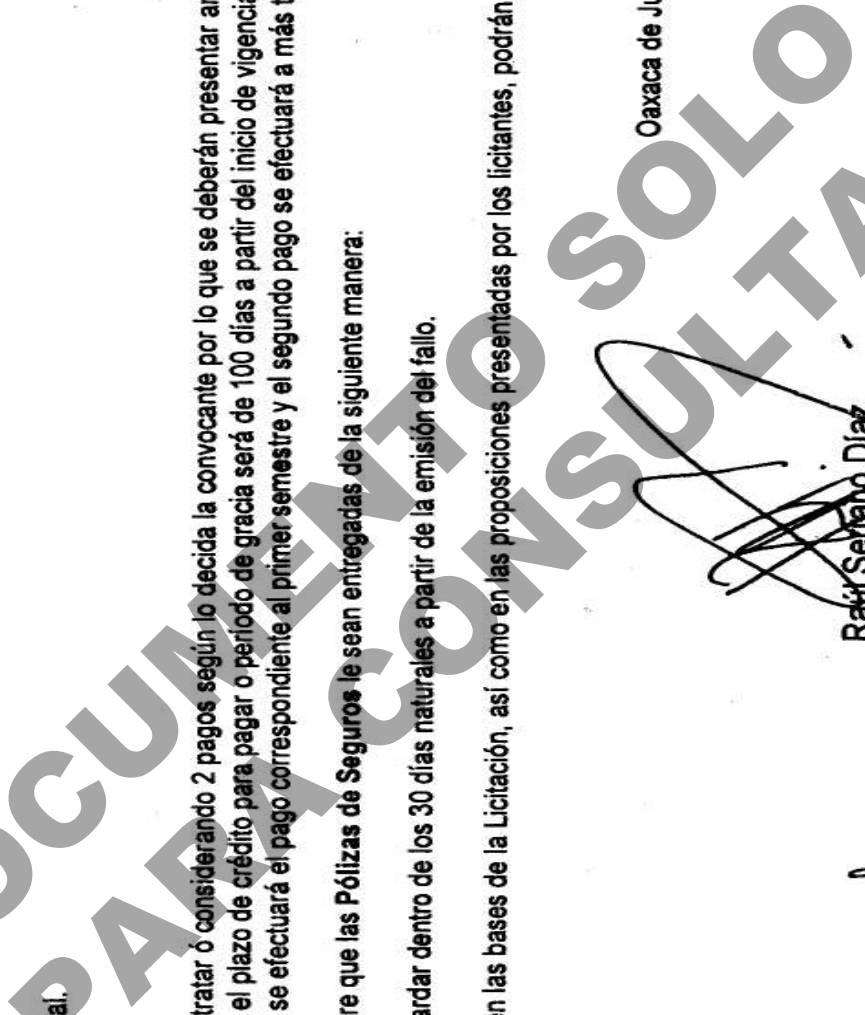 al.
tratar ó considerando 2 pagos según lo decida la convocante por lo que se deberán presentar
el plazo de crédito para pagar o período de gracia será de 100 días a partir del inicio de vigencia
se efectuará el pago correspondiente al primer semestre y el segundo pago se efectuará a más
re que las Pólizas de Seguros le sean entregadas de la siguiente manera:
ardar dentro de los 30 días naturales a partir de la emisión del fallo.
en las bases de la Licitación, así como en las proposiciones presentadas por los licitantes, podrán
Oaxaca de Ju
Raúl Serrano Díaz
OCUMENTO SOLO
PARA CONSULTA